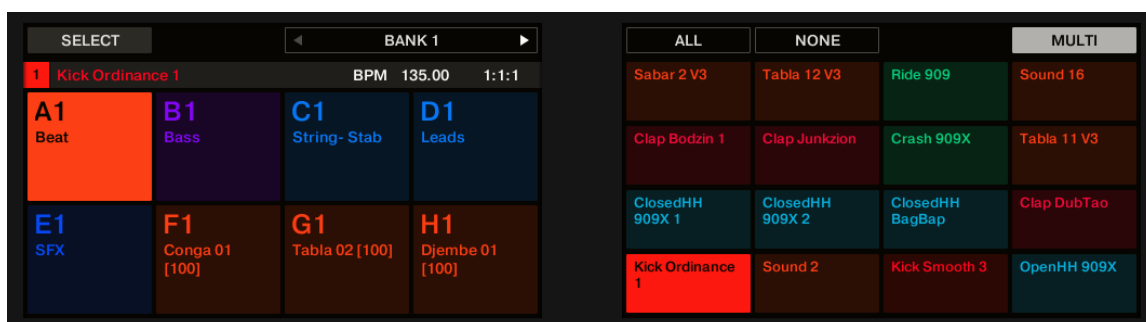 SELECT
BANK 1
ALL
NONE
MULTI
1 Kick Ordinance 1
BPM 135.00 1:1:1
A1
Beat
B1
Bass
C1
String- Stab
D1
Leads
E1
SFX
F1
Conga 01
[100]
G1
Tabla 02 [100]
H1
Djembe 01
[100]
Sabar 2 V3
Tabla 12 V3
Ride 909
Sound 16
Clap Bodzin 1
Clap Junkzion
Crash 909X
Tabla 11 V3
ClosedHH
909X 1
ClosedHH
909X 2
ClosedHH
BagBap
Clap DubTao
Kick Ordinance
1
Sound 2
Kick Smooth 3
OpenHH 909X